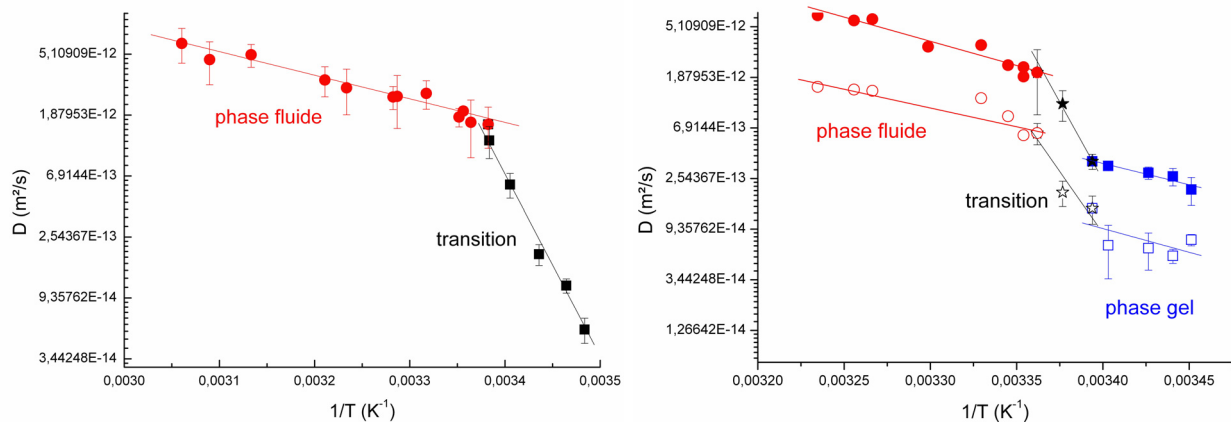 5,10909E-12
1,87953E-12
6,9144E-13
2,54367E-13
9,35762E-14
3,44248E-14
D (m²/s)
phase fluide
transition
0,0030
0,0031
0,0032
0,0033
0,0034
0,0035
1/T (K⁻¹)
5,10909E-12
1,87953E-12
6,9144E-13
2,54367E-13
9,35762E-14
3,44248E-14
1,26642E-14
D (m²/s)
phase fluide
transition
phase gel
0,00320
0,00325
0,00330
0,00335
0,00340
0,00345
1/T (K⁻¹)